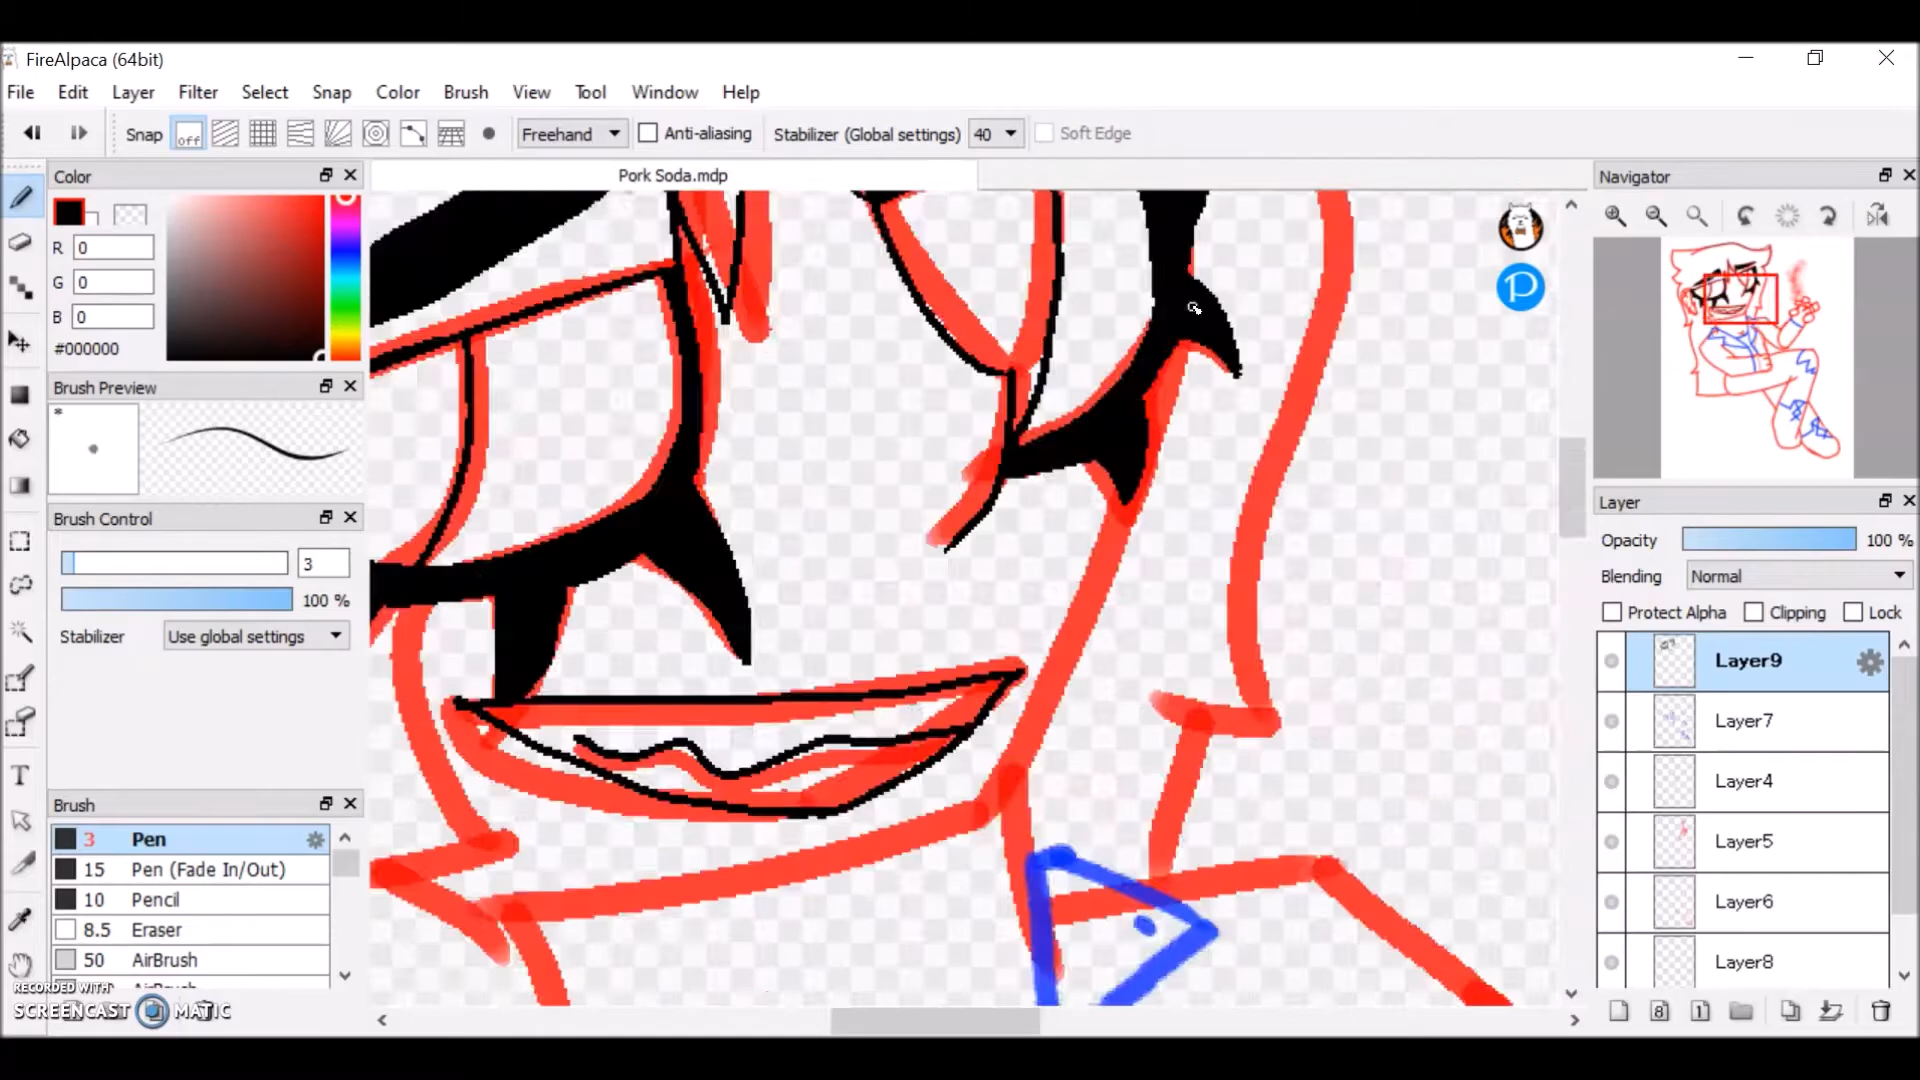 FireAlpaca (64bit)
File Edit Layer Filter Select Snap Color Brush View Tool Window Help
Snap off Freehand Anti-aliasing Stabilizer (Global settings) 40 Soft Edge
Color
Pork Soda.mdp
Navigator
R 0
G 0
B 0
#000000
Brush Preview
*
Brush Control
3
100 %
Stabilizer Use global settings
Layer
Opacity 100 %
Blending Normal
Protect Alpha Clipping Lock
Layer9
Layer7
Layer4
Layer5
Layer6
Layer8
Brush
3 Pen
15 Pen (Fade In/Out)
10 Pencil
8.5 Eraser
50 AirBrush
RECORDED WITH
SCREENCAST MATIC
T
P
8 1